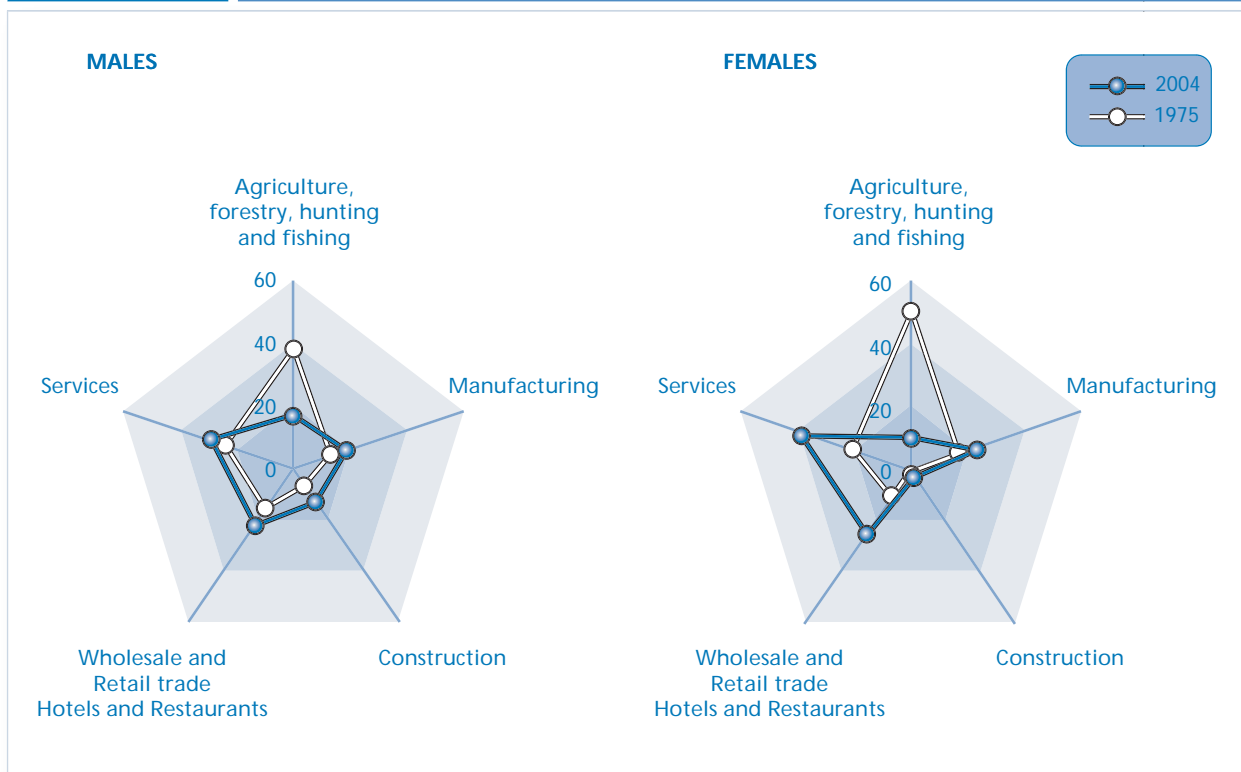 MALES
FEMALES
2004
1975
Agriculture,
forestry, hunting
and fishing
60
40
20
0
Services
Manufacturing
Wholesale and
Retail trade
Hotels and Restaurants
Construction
Agriculture,
forestry, hunting
and fishing
60
40
20
0
Services
Manufacturing
Wholesale and
Retail trade
Hotels and Restaurants
Construction